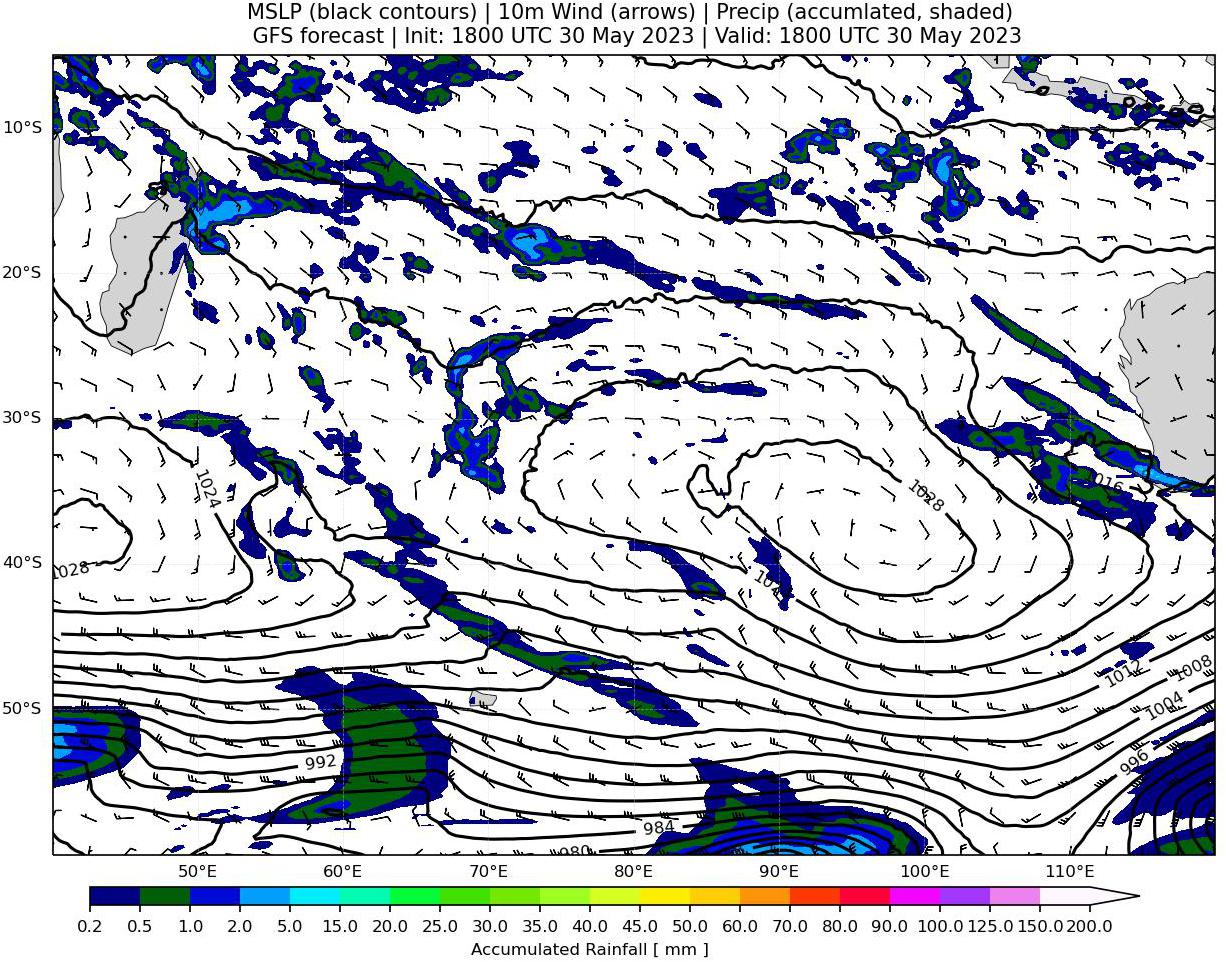 MSLP (black contours) | 10m Wind (arrows) | Precip (accumlated, shaded)
GFS forecast | Init: 1800 UTC 30 May 2023 | Valid: 1800 UTC 30 May 2023
10°S
20°S
30°S
1024
1028
1016
40°S
1028
1012
1008
50°S
1004
992
996
984
980
50°E 60°E 70°E 80°E 90°E 100°E 110°E
0.2 0.5 1.0 2.0 5.0 15.0 20.0 25.0 30.0 35.0 40.0 45.0 50.0 60.0 70.0 80.0 90.0 100.0 125.0 150.0 200.0
Accumulated Rainfall [ mm ]